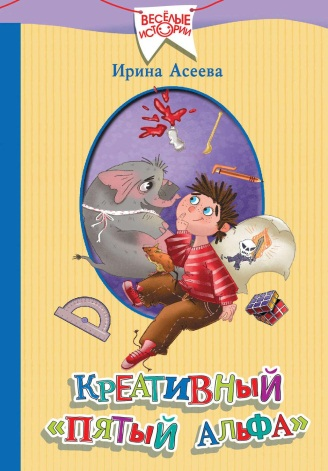 ВЕСЁЛЫЕ
ИСТОРИИ
Ирина Асеева
КРЕАТИВНЫЙ
«ПЯТЫЙ АЛЬФА»